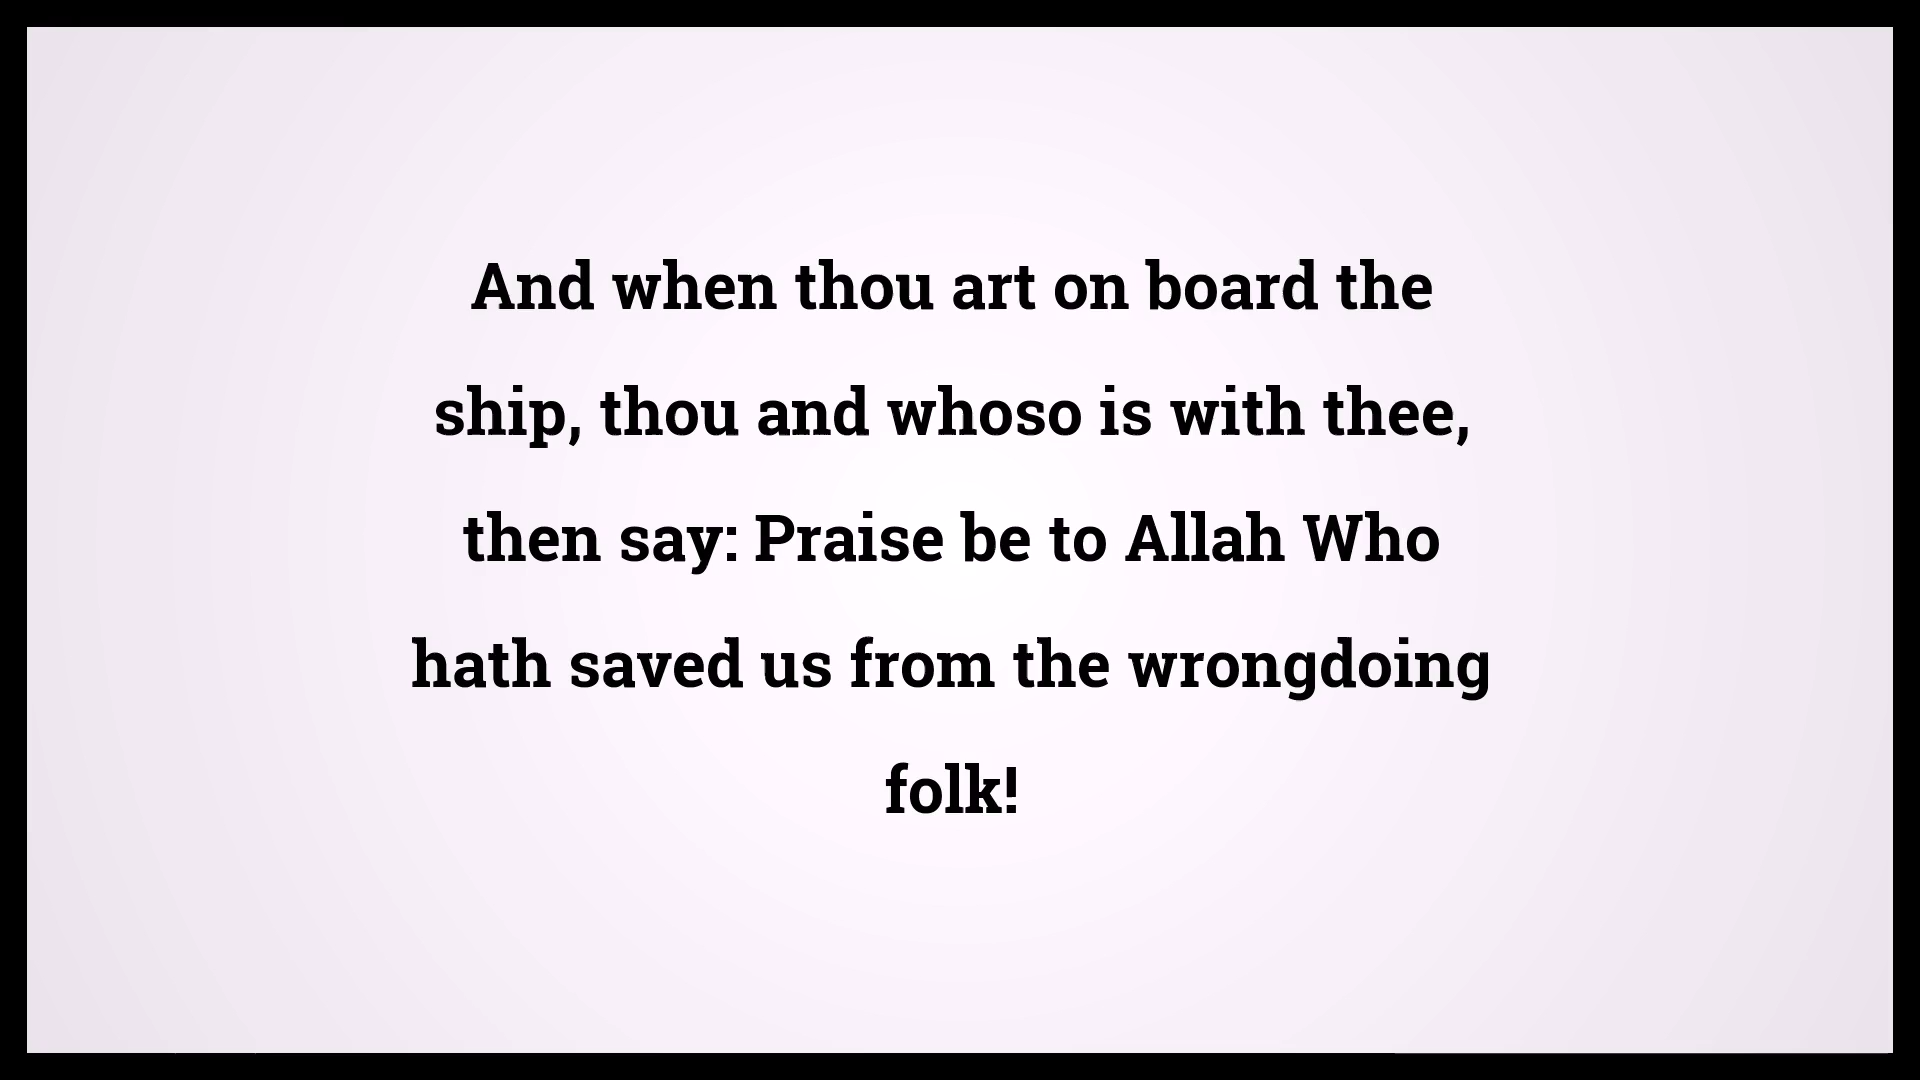 And when thou art on board the
ship, thou and whoso is with thee,
then say: Praise be to Allah Who
hath saved us from the wrongdoing
folk!